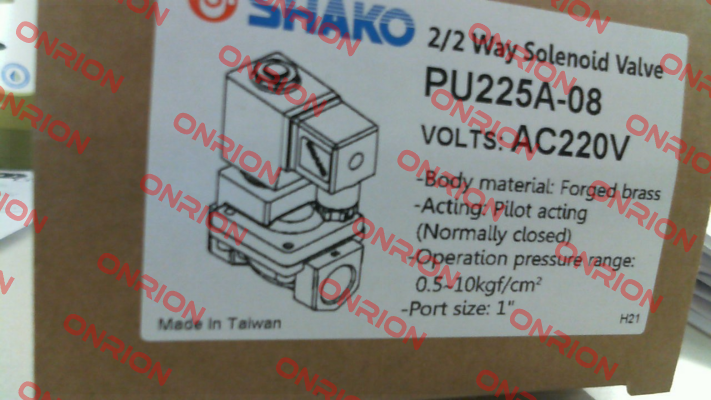 SHAKO
2/2 Way Solenoid Valve
PU225A-08
VOLTS: AC220V
-Body material: Forged brass
-Acting: Pilot acting
(Normally closed)
-Operation pressure range:
0.5-10kgf/cm²
-Port size: 1"
Made In Taiwan
H21
ONRION